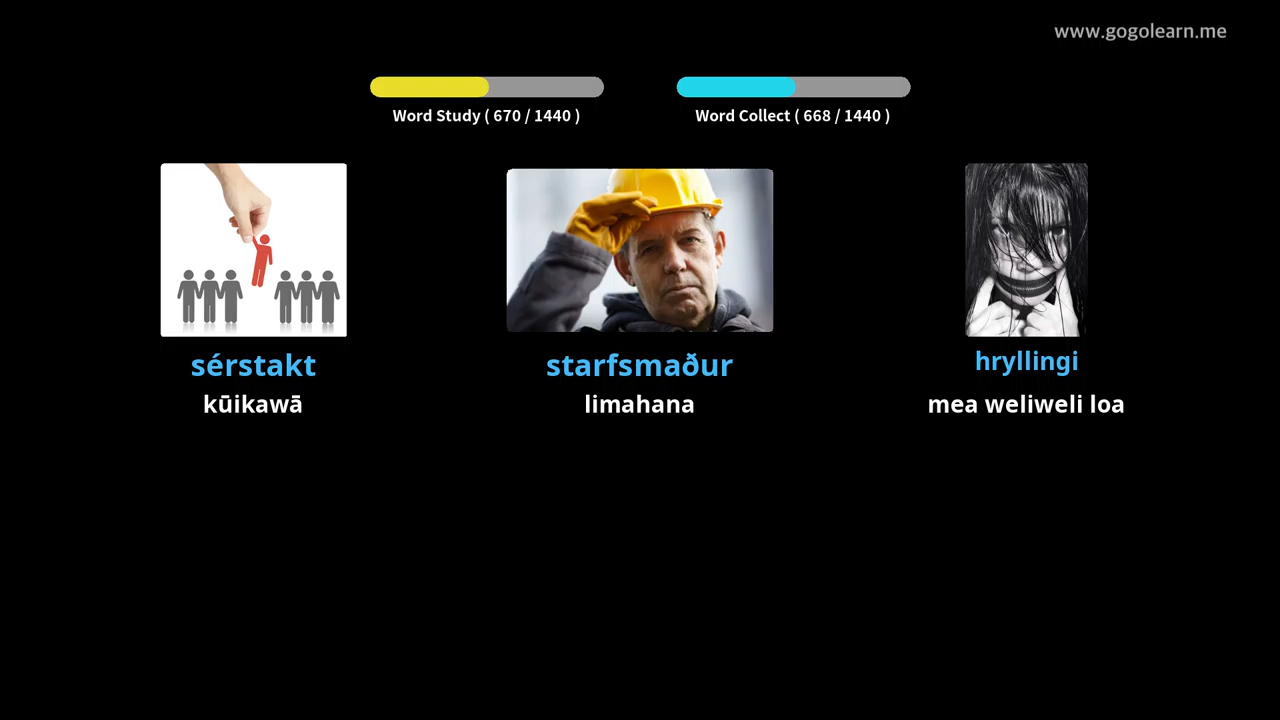 www.gogolearn.me
Word Study ( 670 / 1440 )
Word Collect ( 668 / 1440 )
sérstakt
kūikawā
starfsmaður
limahana
hryllingi
mea weliweli loa